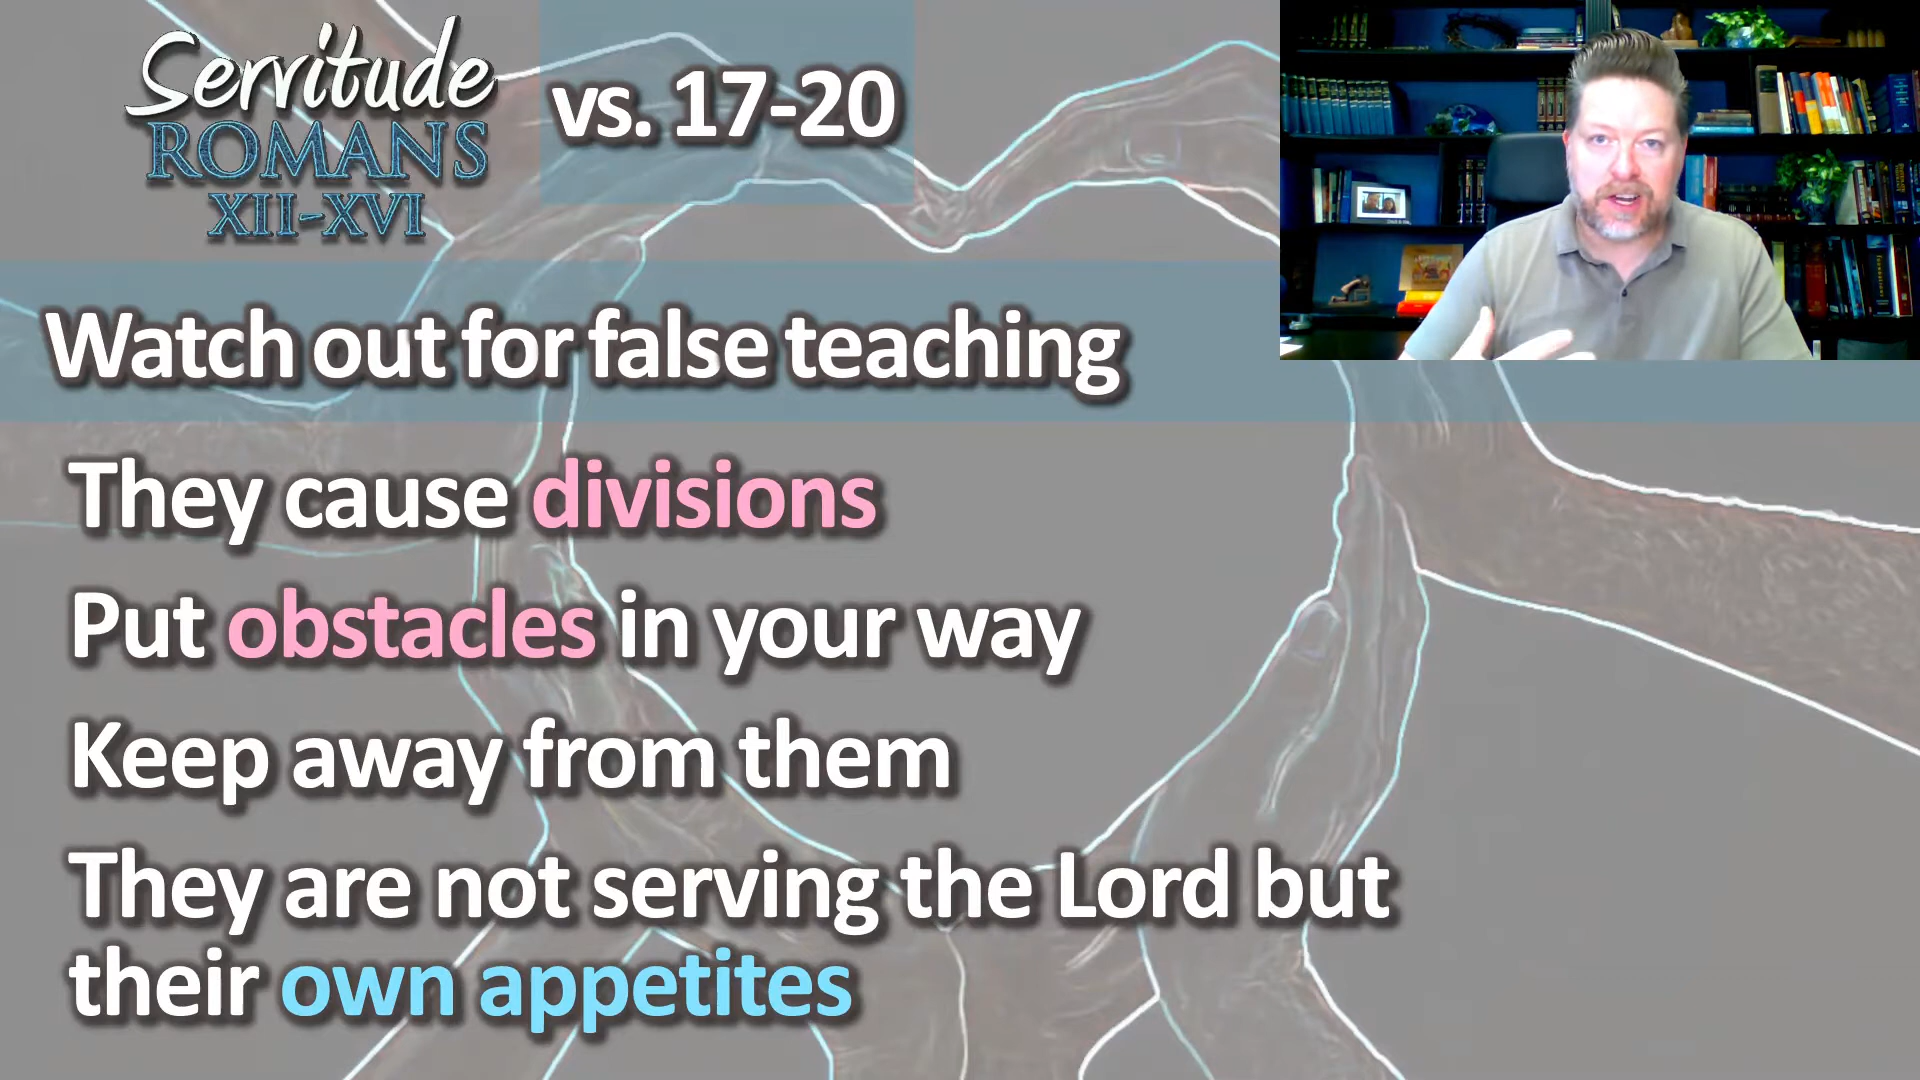 Servitude
ROMANS
XII-XVI
vs. 17-20
Watch out for false teaching
They cause divisions
Put obstacles in your way
Keep away from them
They are not serving the Lord but
their own appetites